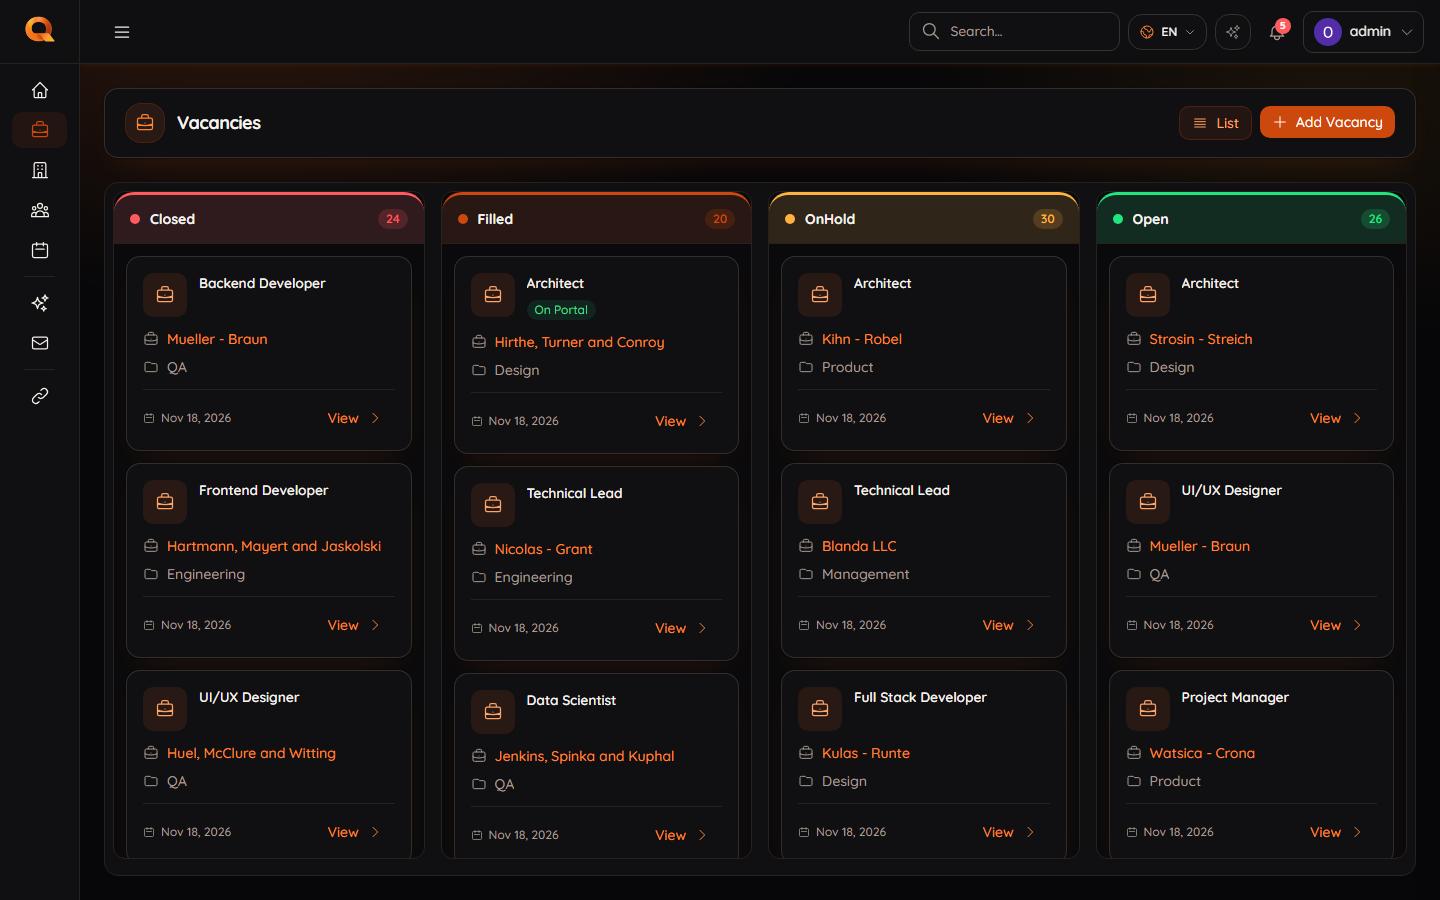 Search...
EN
5
O
admin
Vacancies
List
Add Vacancy
Closed
24
Backend Developer
Mueller - Braun
QA
Nov 18, 2026
View
Frontend Developer
Hartmann, Mayert and Jaskolski
Engineering
Nov 18, 2026
View
UI/UX Designer
Huel, McClure and Witting
QA
Nov 18, 2026
View
Filled
20
Architect
On Portal
Hirthe, Turner and Conroy
Design
Nov 18, 2026
View
Technical Lead
Nicolas - Grant
Engineering
Nov 18, 2026
View
Data Scientist
Jenkins, Spinka and Kuphal
QA
Nov 18, 2026
View
OnHold
30
Architect
Kihn - Robel
Product
Nov 18, 2026
View
Technical Lead
Blanda LLC
Management
Nov 18, 2026
View
Full Stack Developer
Kulas - Runte
Design
Nov 18, 2026
View
Open
26
Architect
Strosin - Streich
Design
Nov 18, 2026
View
UI/UX Designer
Mueller - Braun
QA
Nov 18, 2026
View
Project Manager
Watsica - Crona
Product
Nov 18, 2026
View